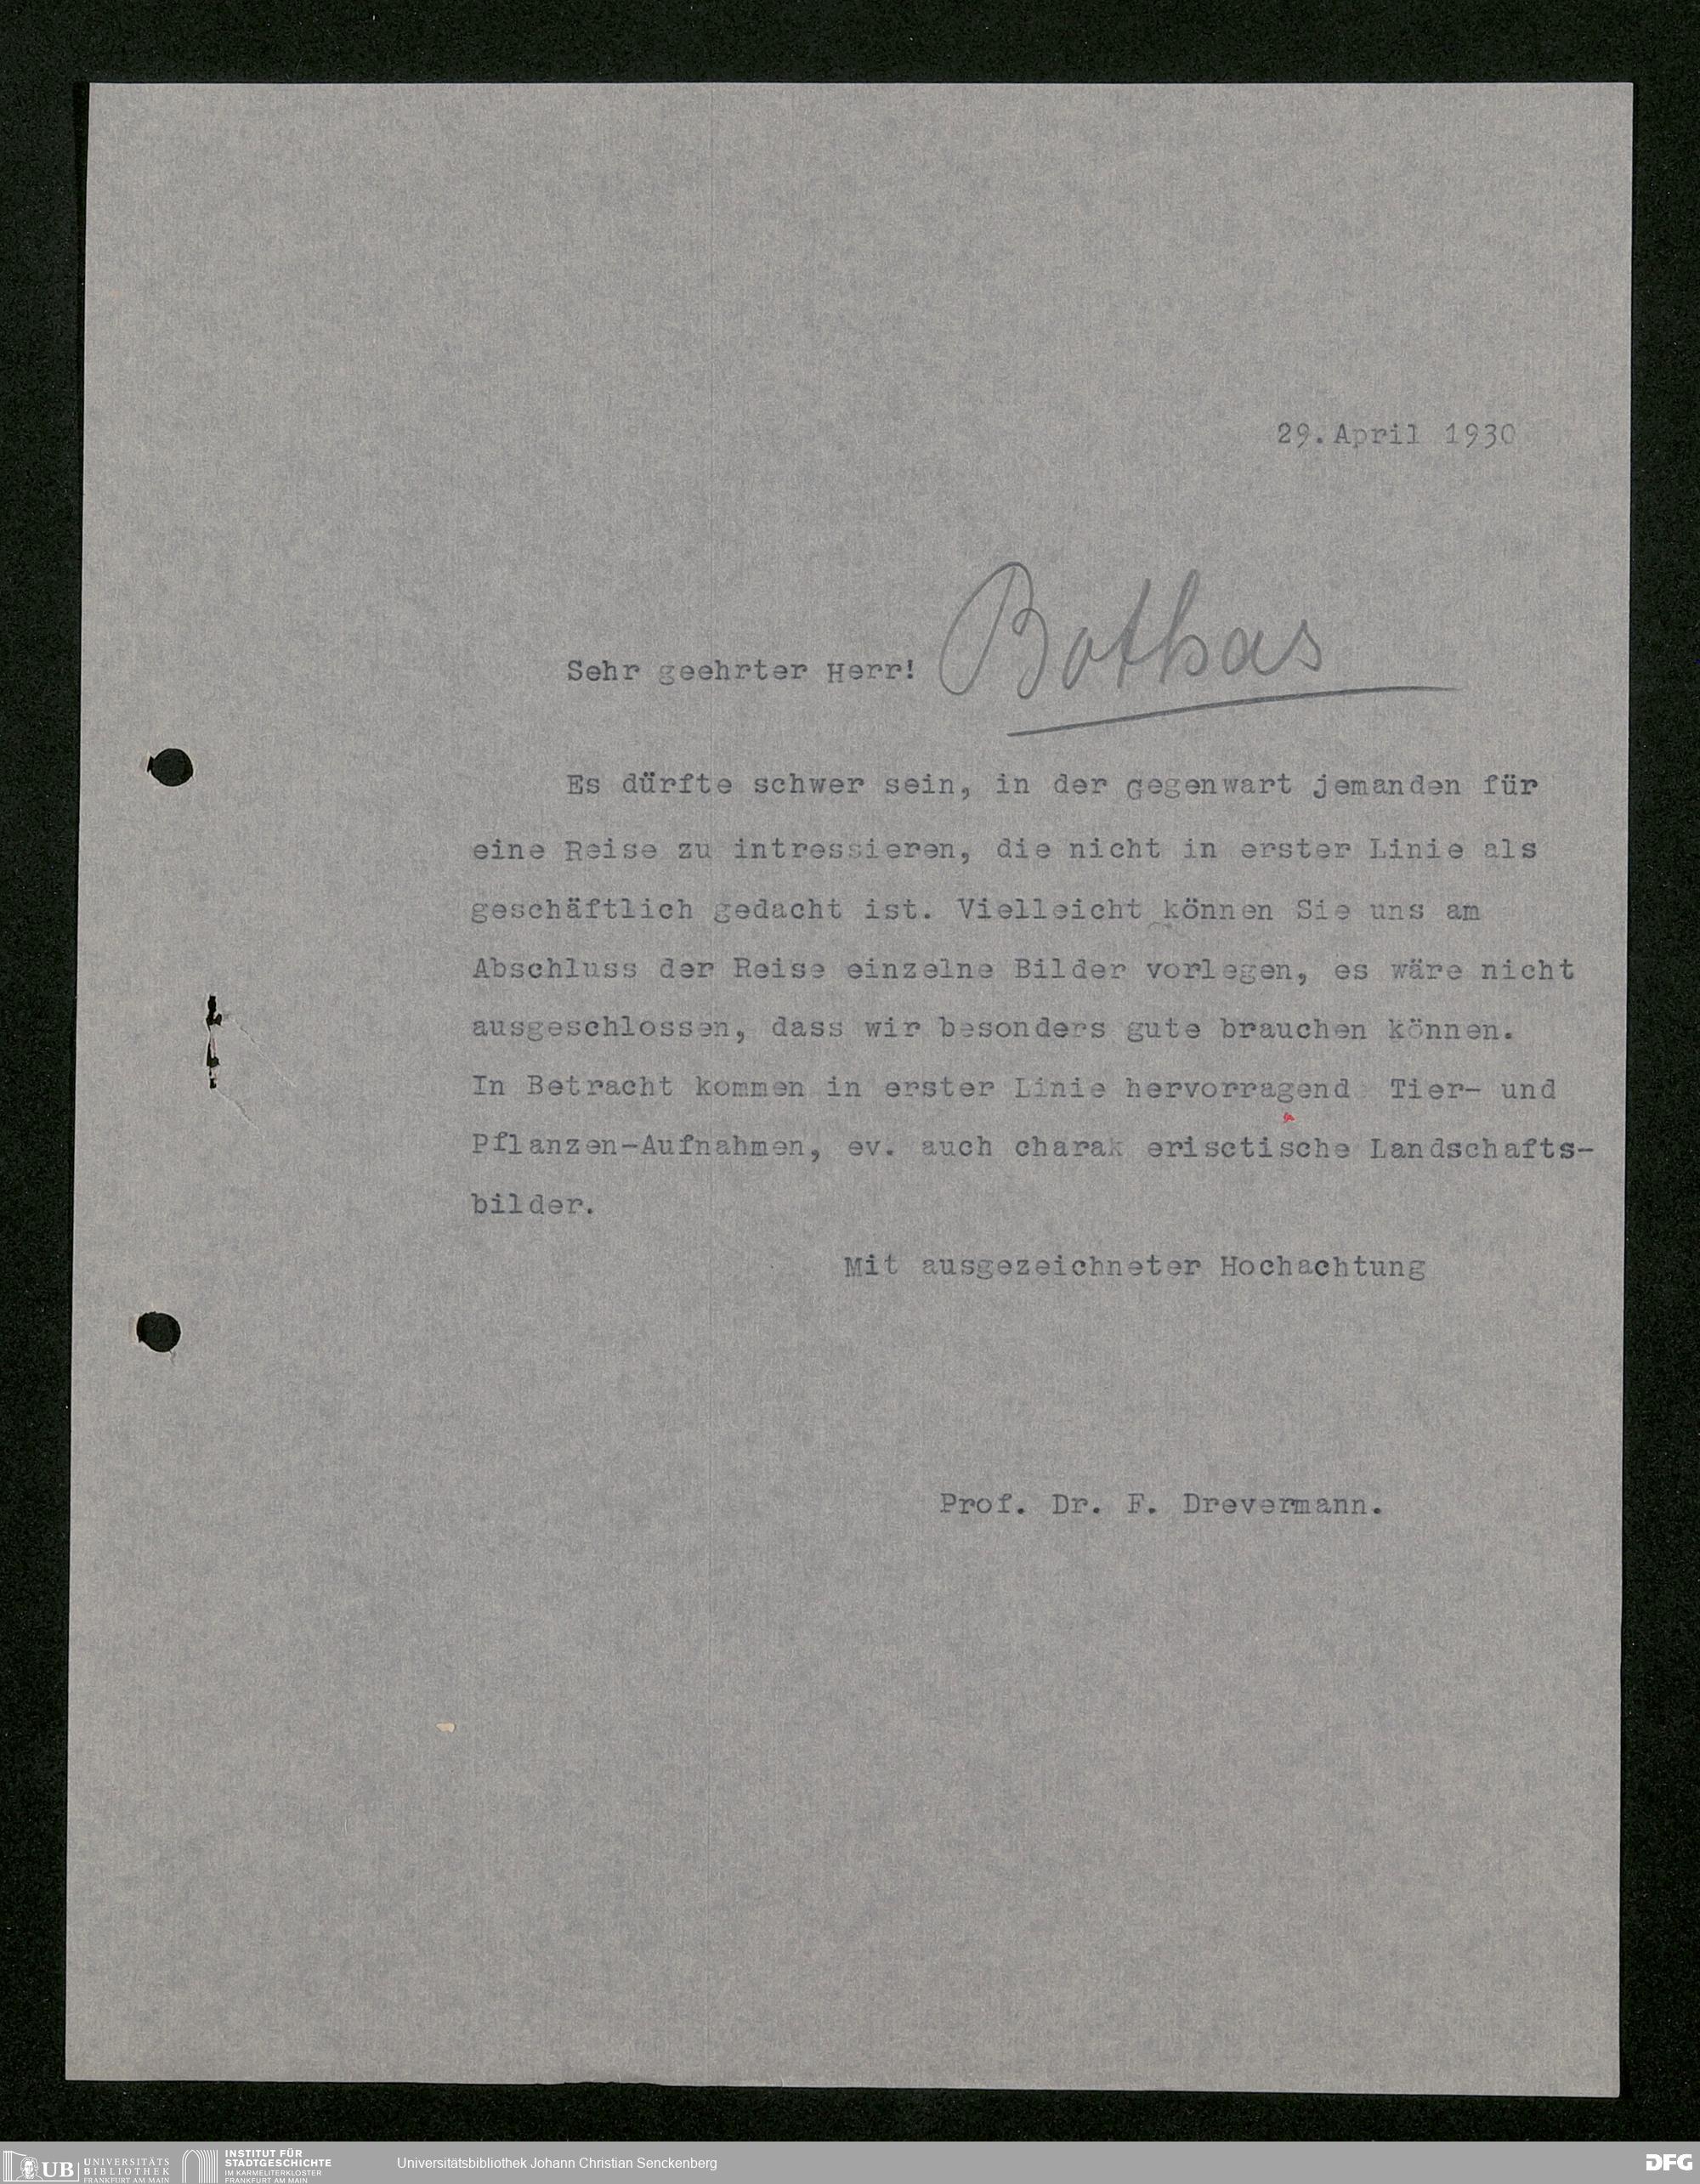 29. April 1930
Bothas
Sehr geehrter Herr!
Es dürfte schwer sein, in der Gegenwart jemanden für
eine Reise zu intressieren, die nicht in erster Linie als
geschäftlich gedacht ist. Vielleicht können Sie uns am
Abschluss der Reise einzelne Bilder vorlegen, es wäre nicht
ausgeschlossen, dass wir besonders gute brauchen können.
In Betracht kommen in erster Linie hervorragend Tier- und
Pflanzen-Aufnahmen, ev. auch charak erisctische Landschafts-
bilder.
Mit ausgezeichneter Hochachtung
Prof. Dr. F. Drevermann.
UB UNIVERSITÄTS
BIBLIOTHEK
FRANKFURT AM MAIN
INSTITUT FÜR
STADTGESCHICHTE
IM KARMELITERKLOSTER
FRANKFURT AM MAIN
Universitätsbibliothek Johann Christian Senckenberg
DFG